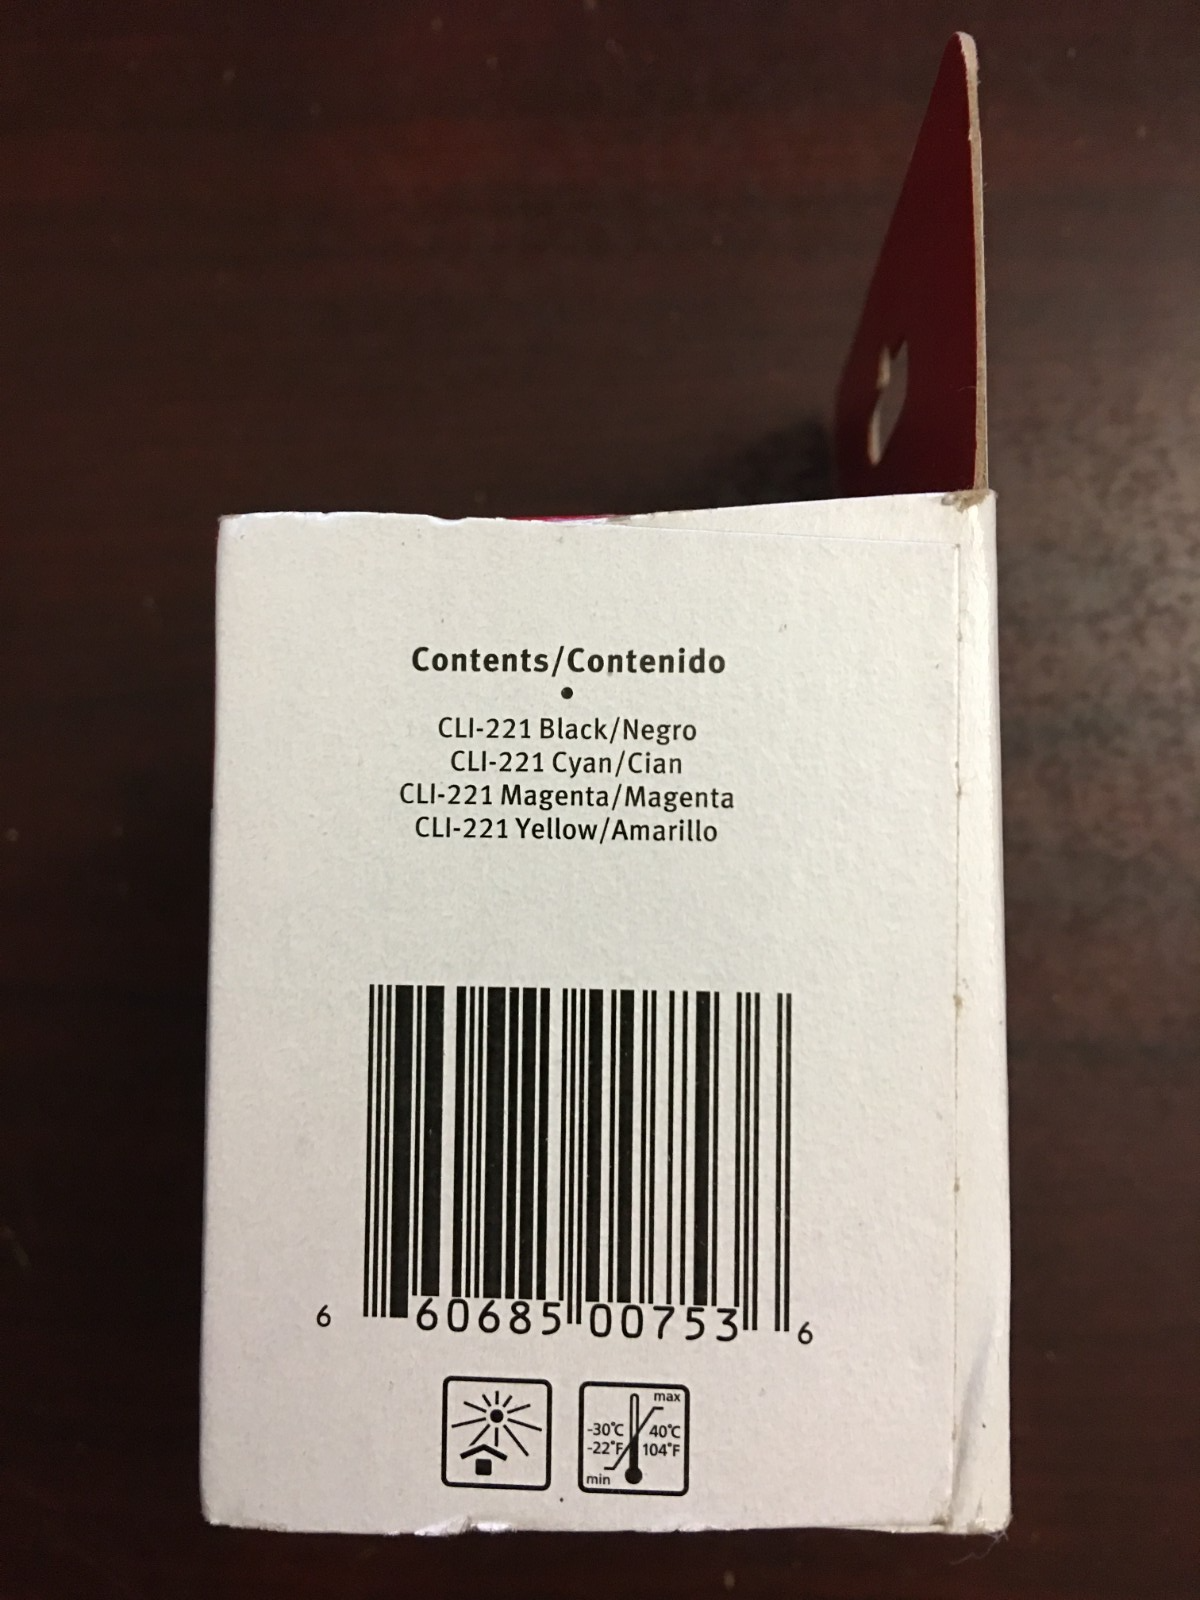 Contents/Contenido
•
CLI-221 Black/Negro
CLI-221 Cyan/Cian
CLI-221 Magenta/Magenta
CLI-221 Yellow/Amarillo
6 60685 00753 6
max
-30°C 40°C
-22°F 104°F
min